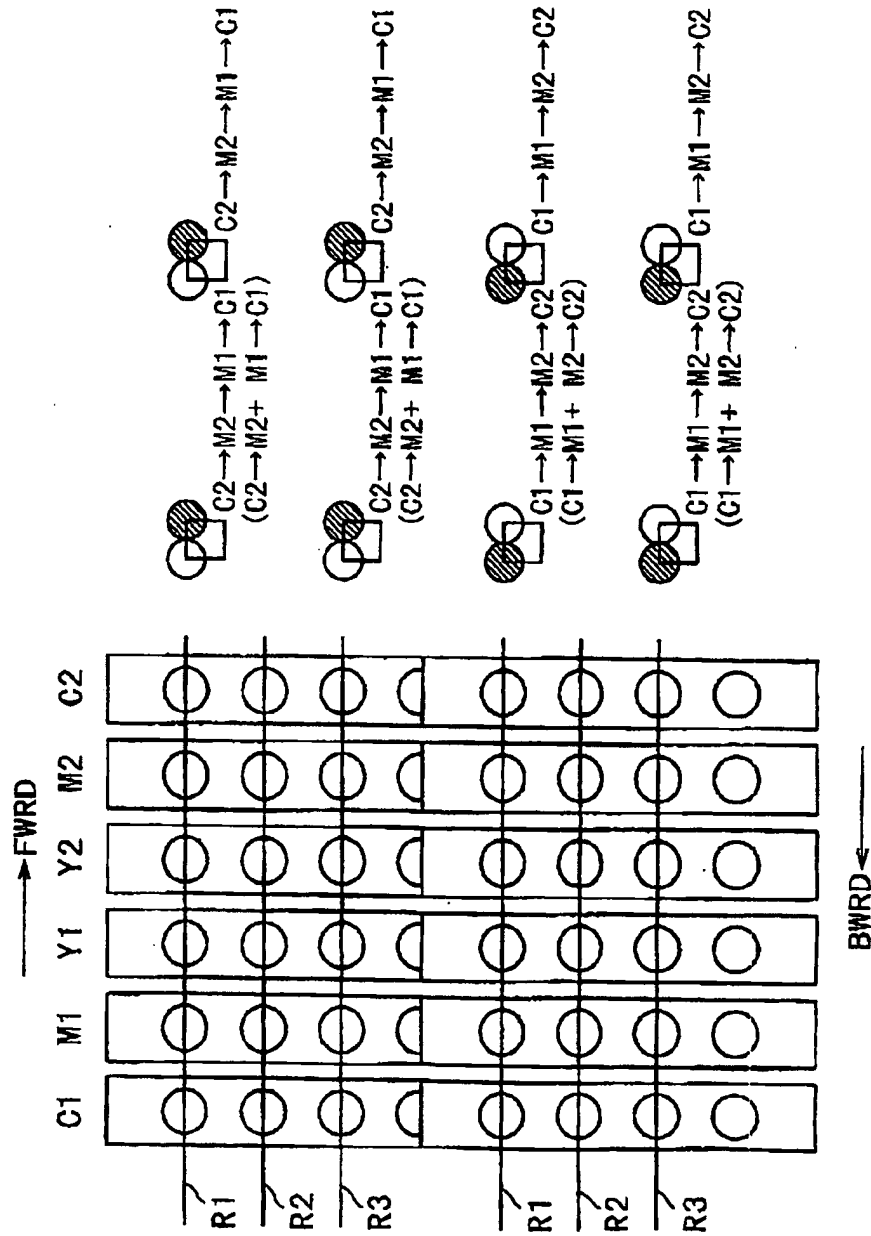 →FWRD
C1 M1 Y1 Y2 M2 C2
R1
C2→M2→M1→C1 C2→M2→M1→C1
(C2→M2+ M1→C1)
R2
R3
C2→M2→M1→C1 C2→M2→M1→C1
(C2→M2+ M1→C1)
R1
C1→M1→M2→C2 C1→M1→M2→C2
(C1→M1+ M2→C2)
R2
R3
C1→M1→M2→C2 C1→M1→M2→C2
(C1→M1+ M2→C2)
BWRD←